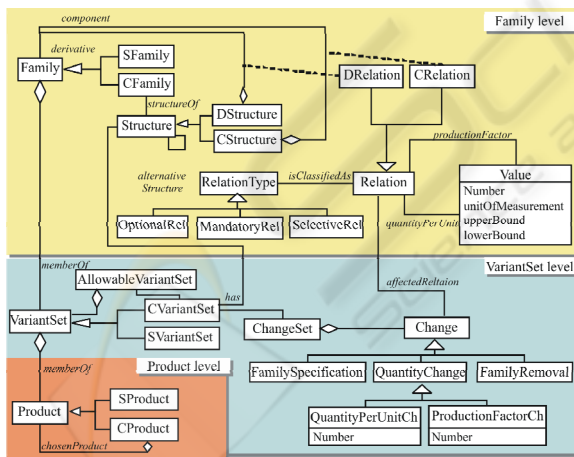 component
Family level
derivative
SFamily
Family
DRelation
CRelation
CFamily
structureOf
DStructure
Structure
CStructure
productionFactor
alternative
Structure
isClassifiedAs
RelationType
Relation
Value
Number
unitOfMeasurement
upperBound
lowerBound
OptionalRel
MandatoryRel
SelectiveRel
quantityPerUnit
memberOf
VariantSet level
AllowableVariantSet
affectedReltaion
has
CVariantSet
VariantSet
ChangeSet
Change
SVariantSet
Product level
memberOf
FamilySpecification
QuantityChange
FamilyRemoval
SProduct
Product
CProduct
QuantityPerUnitCh
Number
ProductionFactorCh
Number
chosenProduct